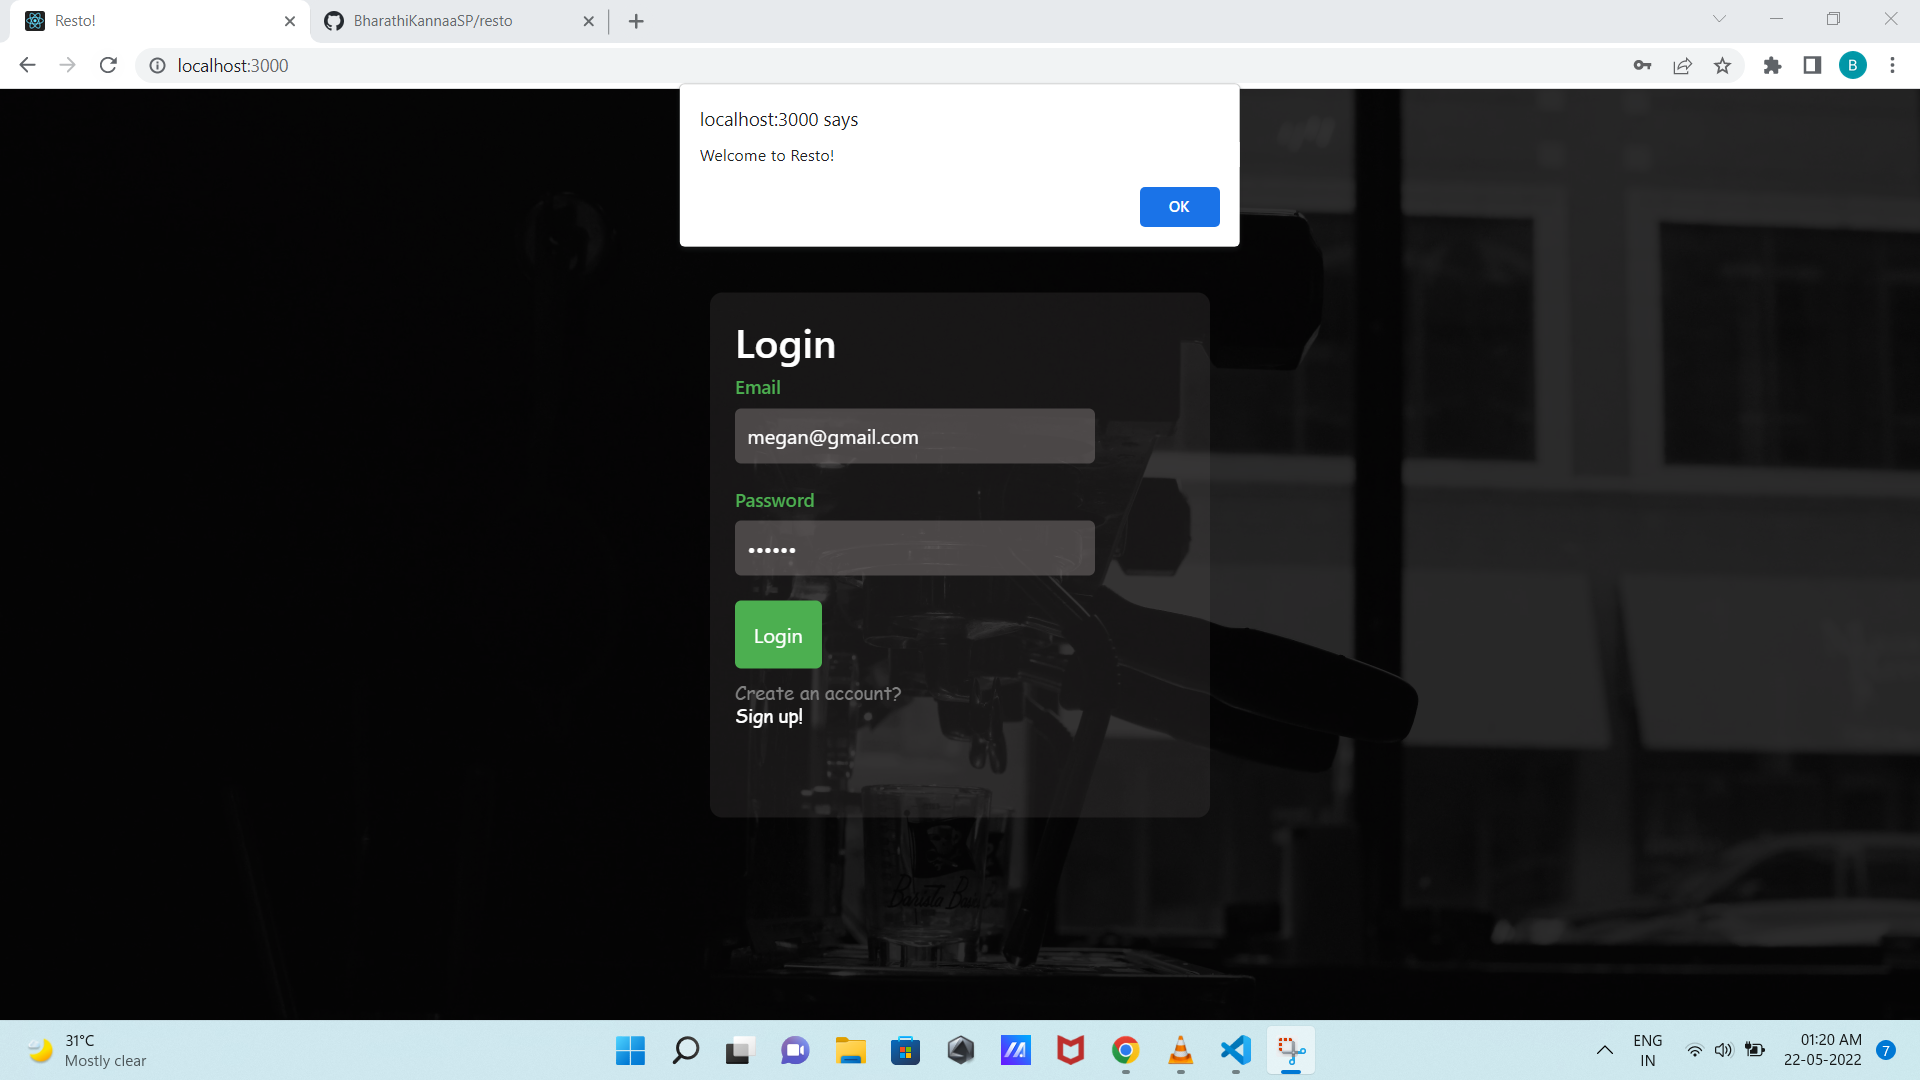 Resto!
BharathiKannaaSP/resto
localhost:3000
B
localhost:3000 says
Welcome to Resto!
OK
Login
Email
megan@gmail.com
Password
Login
Create an account?
Sign up!
31°C
Mostly clear
ENG
IN
01:20 AM
22-05-2022
7